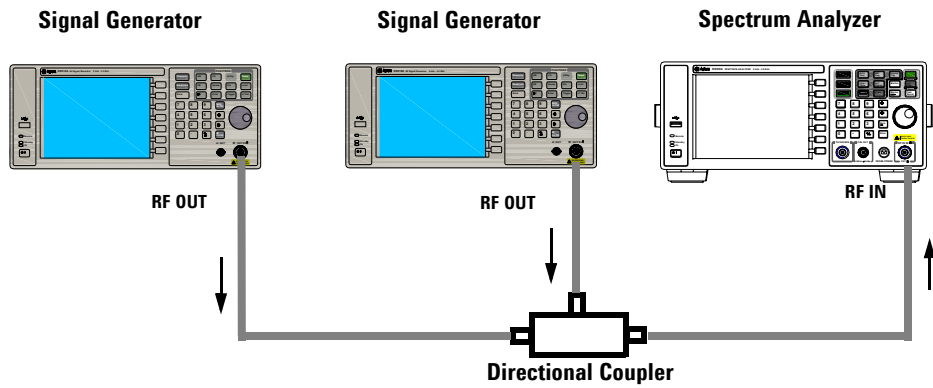 Signal Generator
Signal Generator
Spectrum Analyzer
RF OUT
RF OUT
RF IN
Directional Coupler